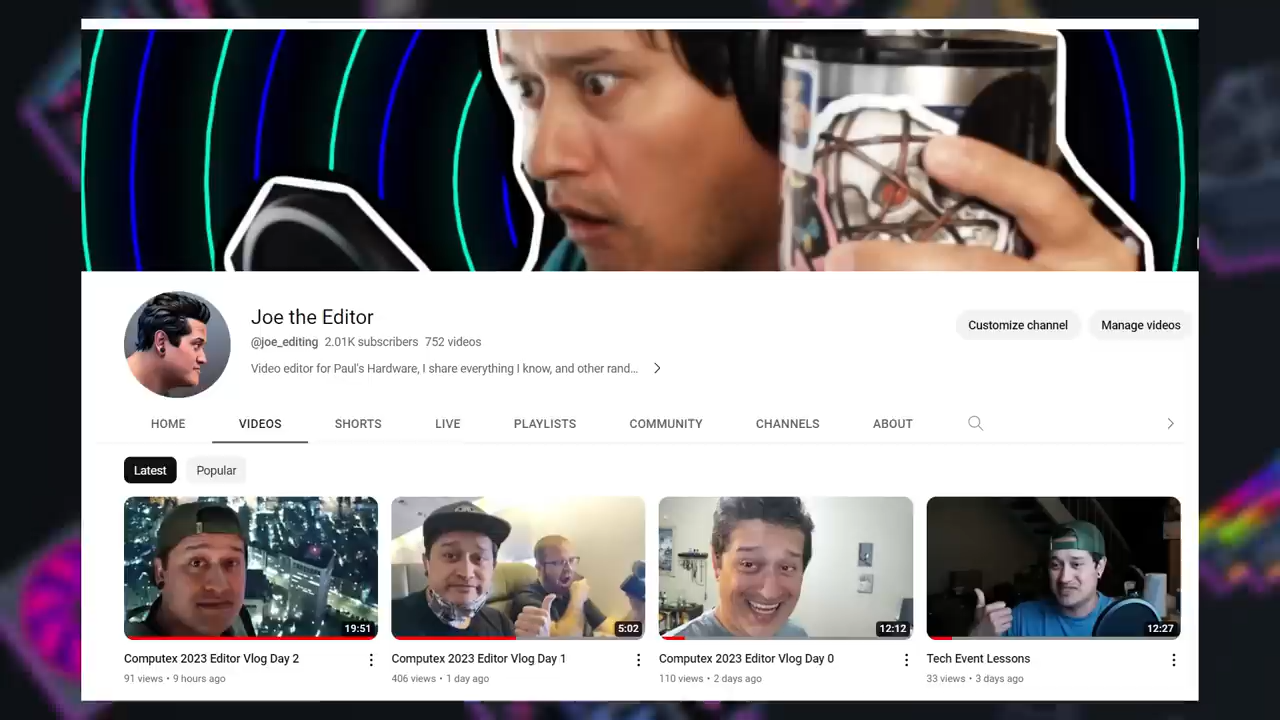 Joe the Editor
Customize channel
Manage videos
@joe_editing 2.01K subscribers 752 videos
Video editor for Paul's Hardware, I share everything I know, and other rand...
HOME VIDEOS SHORTS LIVE PLAYLISTS COMMUNITY CHANNELS ABOUT
Latest Popular
19:51 5:02 12:12 12:27
Computex 2023 Editor Vlog Day 2
91 views • 9 hours ago
Computex 2023 Editor Vlog Day 1
406 views • 1 day ago
Computex 2023 Editor Vlog Day 0
110 views • 2 days ago
Tech Event Lessons
33 views • 3 days ago